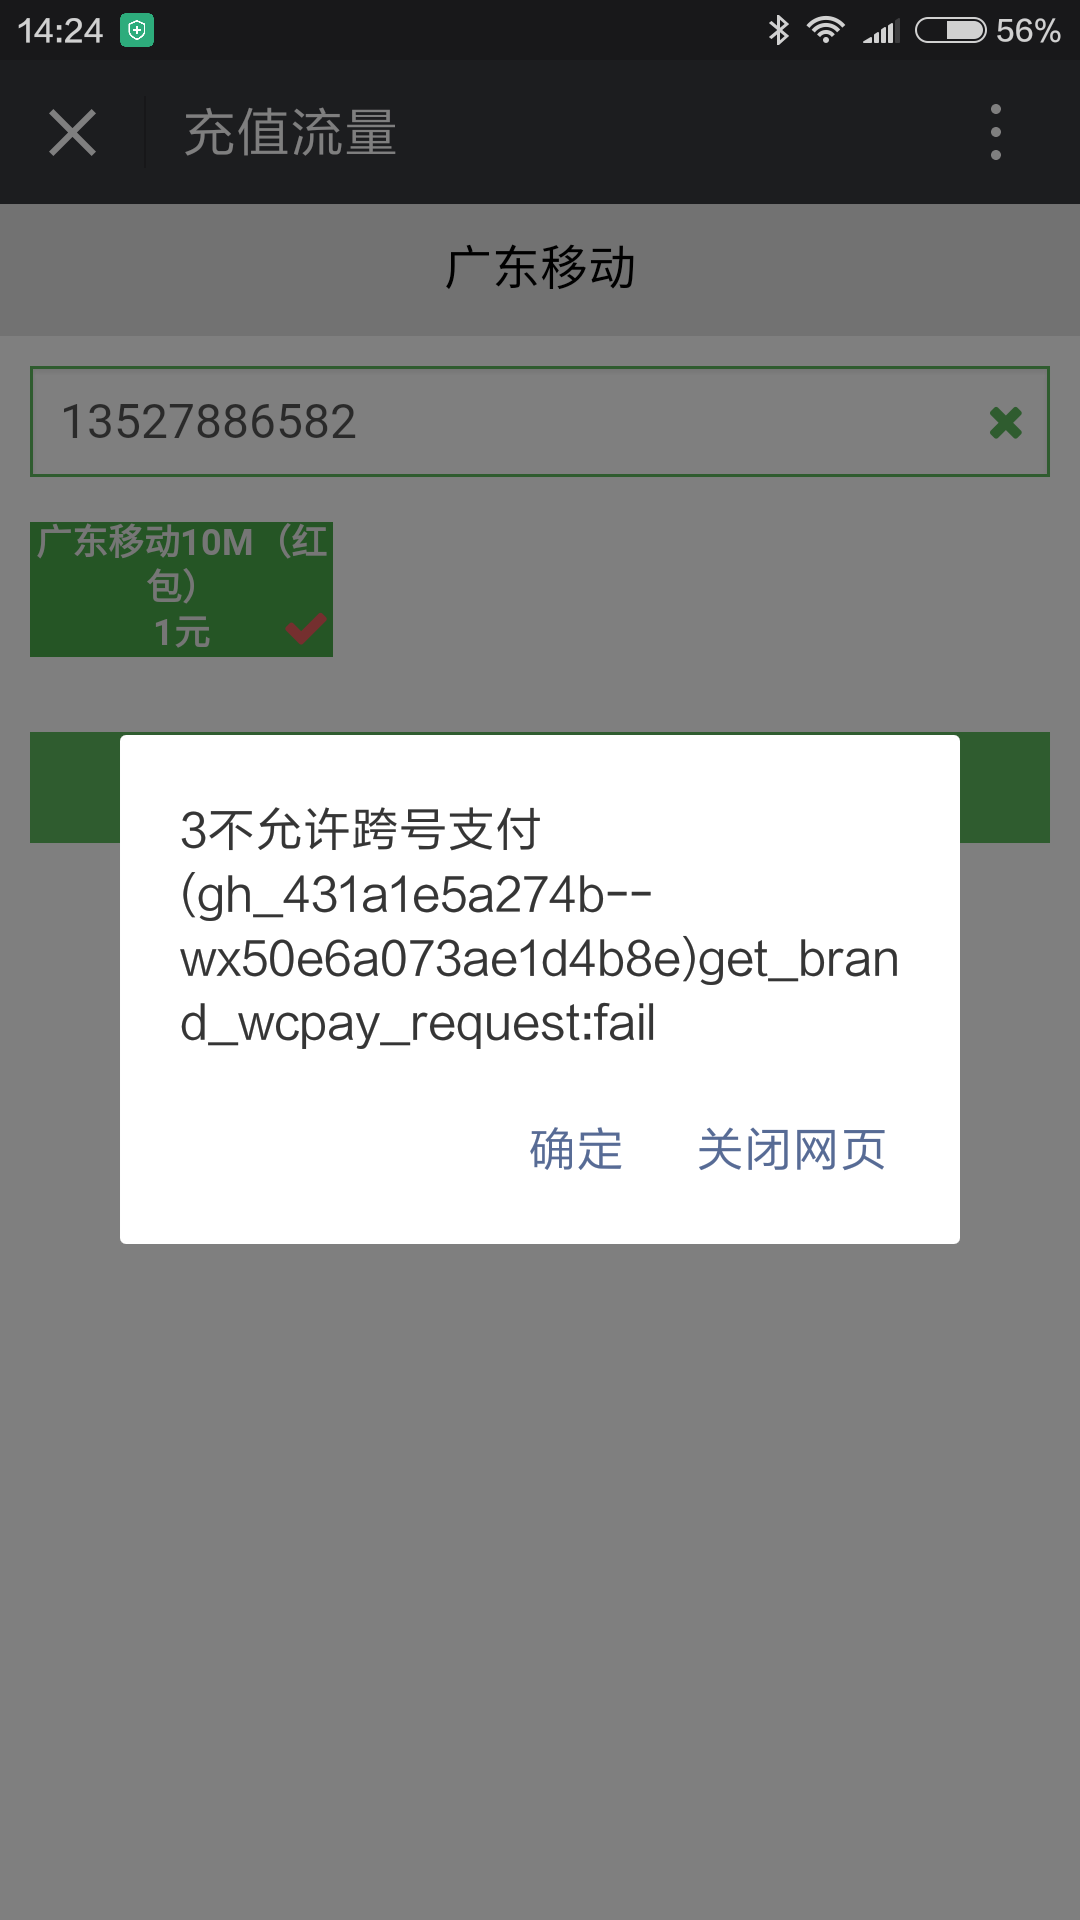 14:24
56%
充值流量
广东移动
13527886582
广东移动10M（红
包）
1元
3不允许跨号支付
(gh_431a1e5a274b--
wx50e6a073ae1d4b8e)get_bran
d_wcpay_request:fail
确定 关闭网页